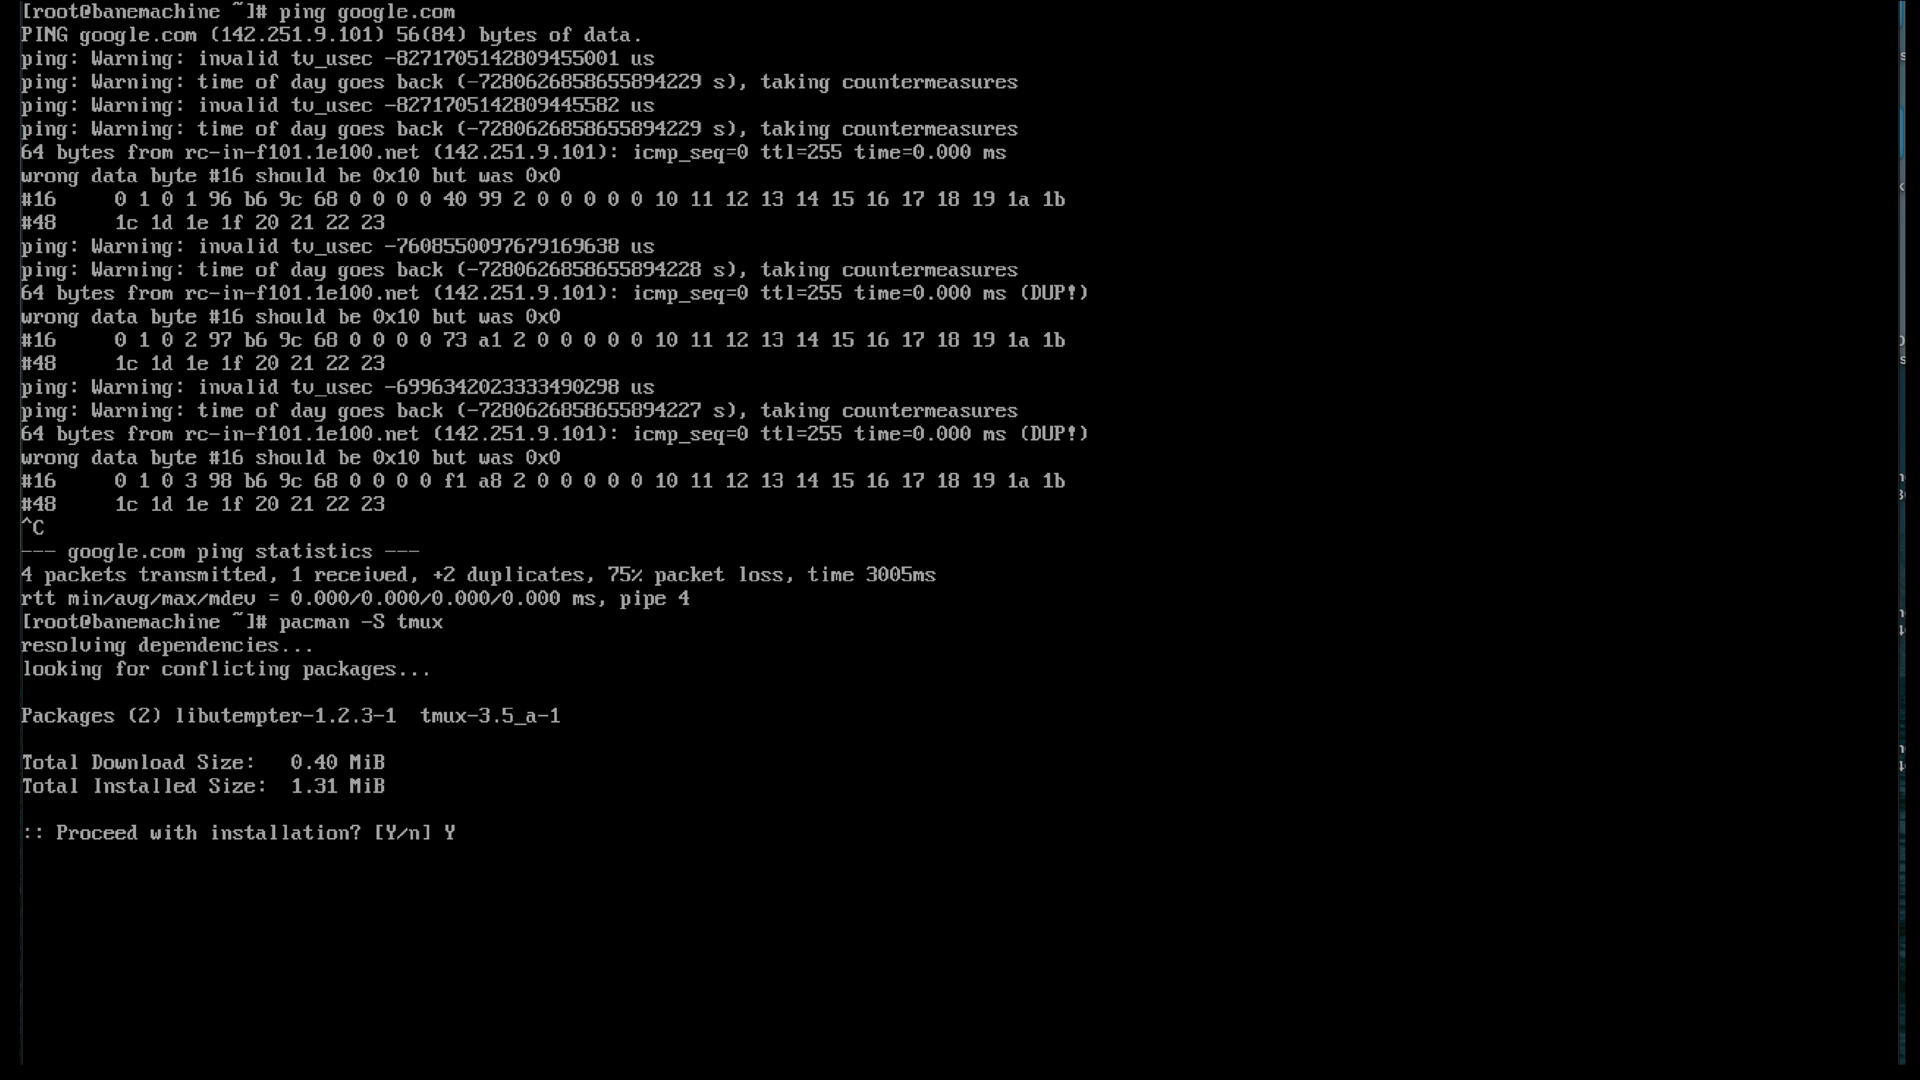 [root@banemachine ~]# ping google.com
PING google.com (142.251.9.101) 56(84) bytes of data.
ping: Warning: invalid tv_usec -8271705142809455001 us
ping: Warning: time of day goes back (-7280626858655894229 s), taking countermeasures
ping: Warning: invalid tv_usec -8271705142809445582 us
ping: Warning: time of day goes back (-7280626858655894229 s), taking countermeasures
64 bytes from rc-in-f101.1e100.net (142.251.9.101): icmp_seq=0 ttl=255 time=0.000 ms
wrong data byte #16 should be 0x10 but was 0x0
#16     0 1 0 1 96 b6 9c 68 0 0 0 0 40 99 2 0 0 0 0 0 10 11 12 13 14 15 16 17 18 19 1a 1b
#48     1c 1d 1e 1f 20 21 22 23
ping: Warning: invalid tv_usec -7608550097679169638 us
ping: Warning: time of day goes back (-7280626858655894228 s), taking countermeasures
64 bytes from rc-in-f101.1e100.net (142.251.9.101): icmp_seq=0 ttl=255 time=0.000 ms (DUP!)
wrong data byte #16 should be 0x10 but was 0x0
#16     0 1 0 2 97 b6 9c 68 0 0 0 0 73 a1 2 0 0 0 0 0 10 11 12 13 14 15 16 17 18 19 1a 1b
#48     1c 1d 1e 1f 20 21 22 23
ping: Warning: invalid tv_usec -6996342023333490298 us
ping: Warning: time of day goes back (-7280626858655894227 s), taking countermeasures
64 bytes from rc-in-f101.1e100.net (142.251.9.101): icmp_seq=0 ttl=255 time=0.000 ms (DUP!)
wrong data byte #16 should be 0x10 but was 0x0
#16     0 1 0 3 98 b6 9c 68 0 0 0 0 f1 a8 2 0 0 0 0 0 10 11 12 13 14 15 16 17 18 19 1a 1b
#48     1c 1d 1e 1f 20 21 22 23
^C
--- google.com ping statistics ---
4 packets transmitted, 1 received, +2 duplicates, 75% packet loss, time 3005ms
rtt min/avg/max/mdev = 0.000/0.000/0.000/0.000 ms, pipe 4
[root@banemachine ~]# pacman -S tmux
resolving dependencies...
looking for conflicting packages...
Packages (2) libutempter-1.2.3-1  tmux-3.5_a-1
Total Download Size:   0.40 MiB
Total Installed Size:  1.31 MiB
:: Proceed with installation? [Y/n] Y